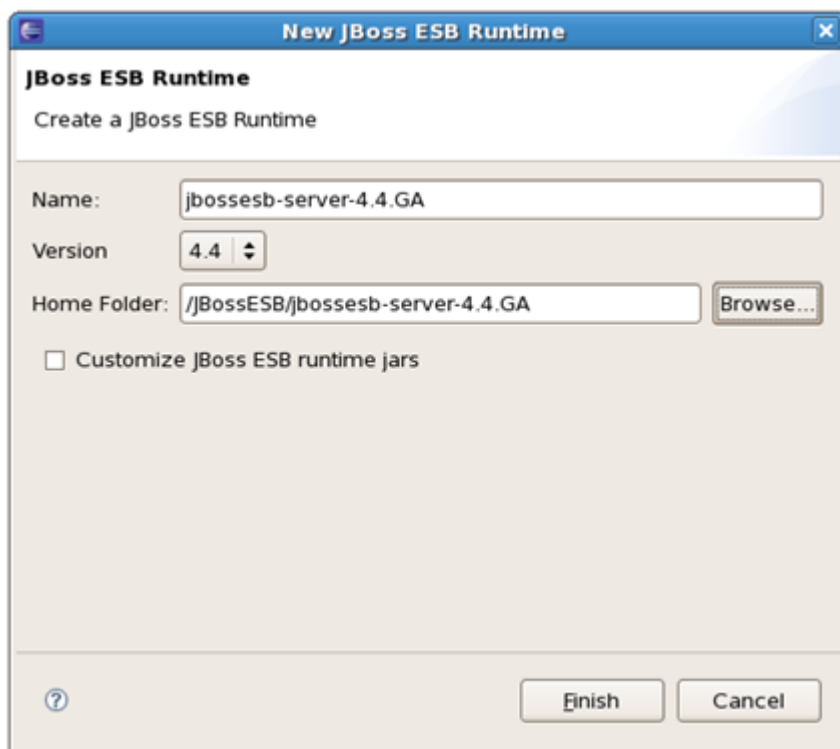 New JBoss ESB Runtime
JBoss ESB Runtime
Create a JBoss ESB Runtime
Name: jbossesb-server-4.4.GA
Version 4.4
Home Folder: /JBossESB/jbossesb-server-4.4.GA Browse...
Customize JBoss ESB runtime jars
? Finish Cancel